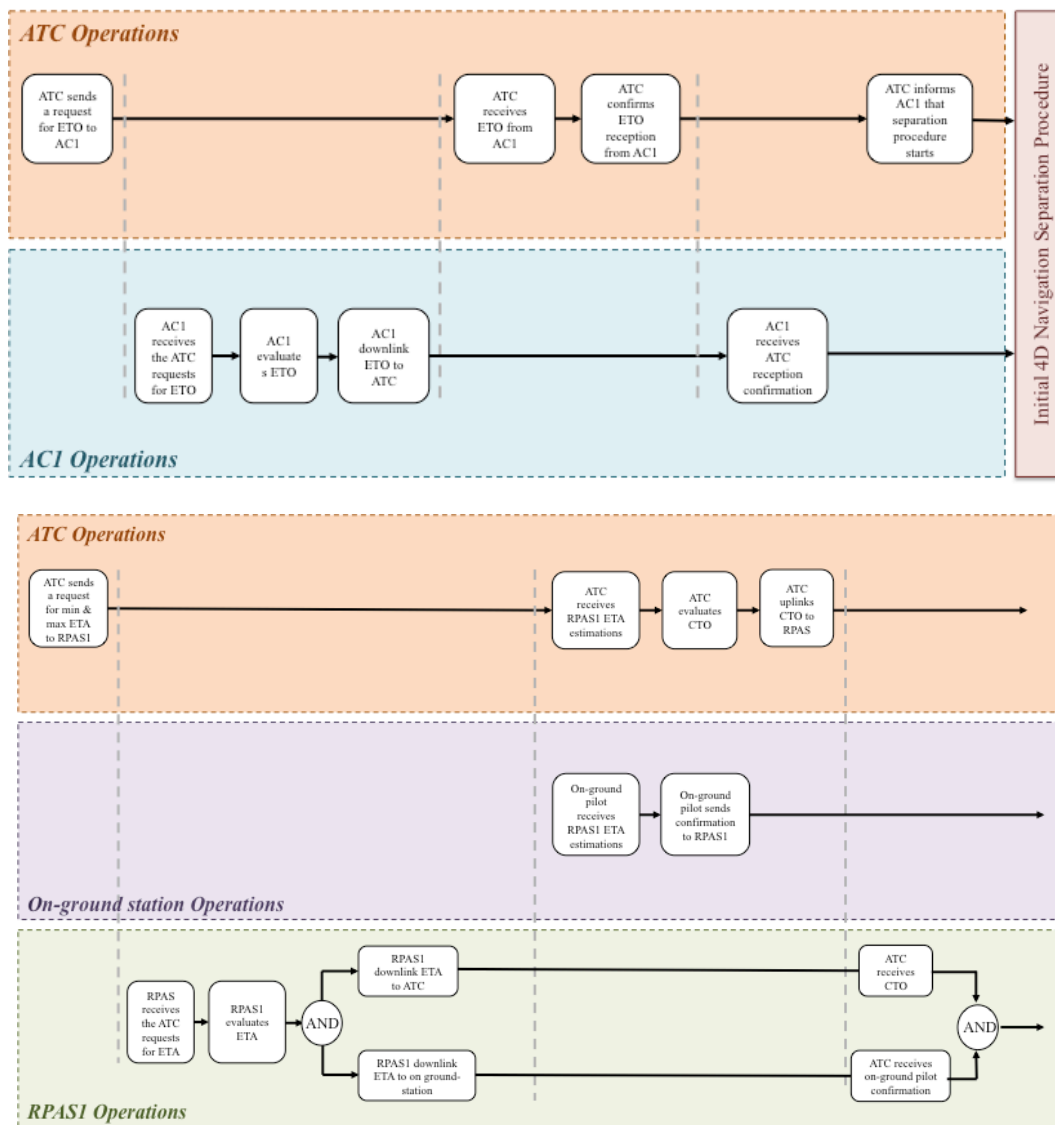 ATC Operations
ATC sends
a request
for ETO to
AC1
ATC
receives
ETO from
AC1
ATC
confirms
ETO
reception
from AC1
ATC informs
AC1 that
separation
procedure
starts
Initial 4D Navigation Separation Procedure
AC1
receives
the ATC
requests
for ETO
AC1
evaluate
s ETO
AC1
downlink
ETO to
ATC
AC1
receives
ATC
reception
confirmation
AC1 Operations
ATC Operations
ATC sends
a request
for min &
max ETA
to RPAS1
ATC
receives
RPAS1 ETA
estimations
ATC
evaluates
CTO
ATC
uplinks
CTO to
RPAS
On-ground
pilot
receives
RPAS1 ETA
estimations
On-ground
pilot sends
confirmation
to RPAS1
On-ground station Operations
RPAS
receives
the ATC
requests
for ETA
RPAS1
evaluates
ETA
AND
RPAS1
downlink ETA
to ATC
RPAS1 downlink
ETA to on ground-
station
ATC
receives
CTO
ATC receives
on-ground pilot
confirmation
AND
RPAS1 Operations